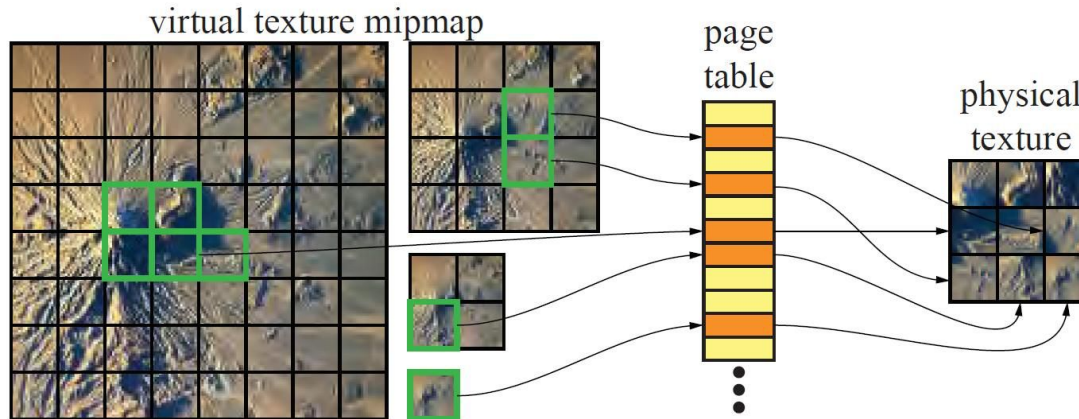 virtual texture mipmap
page
table
physical
texture